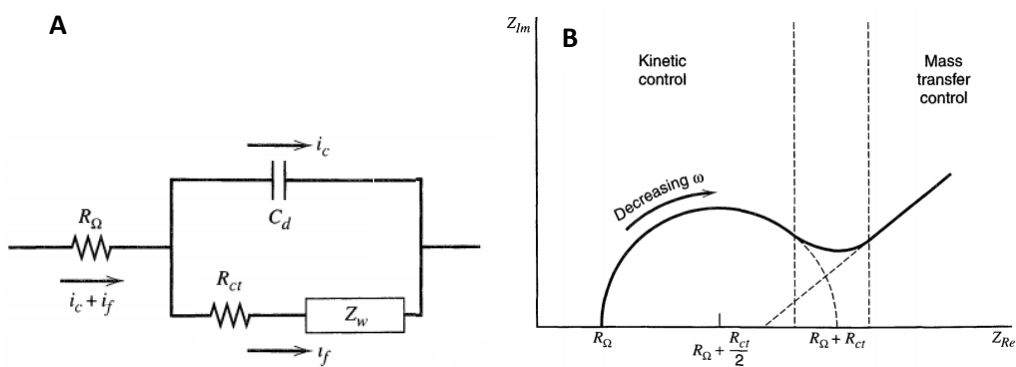 A
i_c
C_d
R_Ω
i_c + i_f
R_ct
Z_w
i_f
B
Z_Im
Kinetic
control
Mass
transfer
control
Decreasing ω
R_Ω
R_Ω + R_ct/2
R_Ω + R_ct
Z_Re